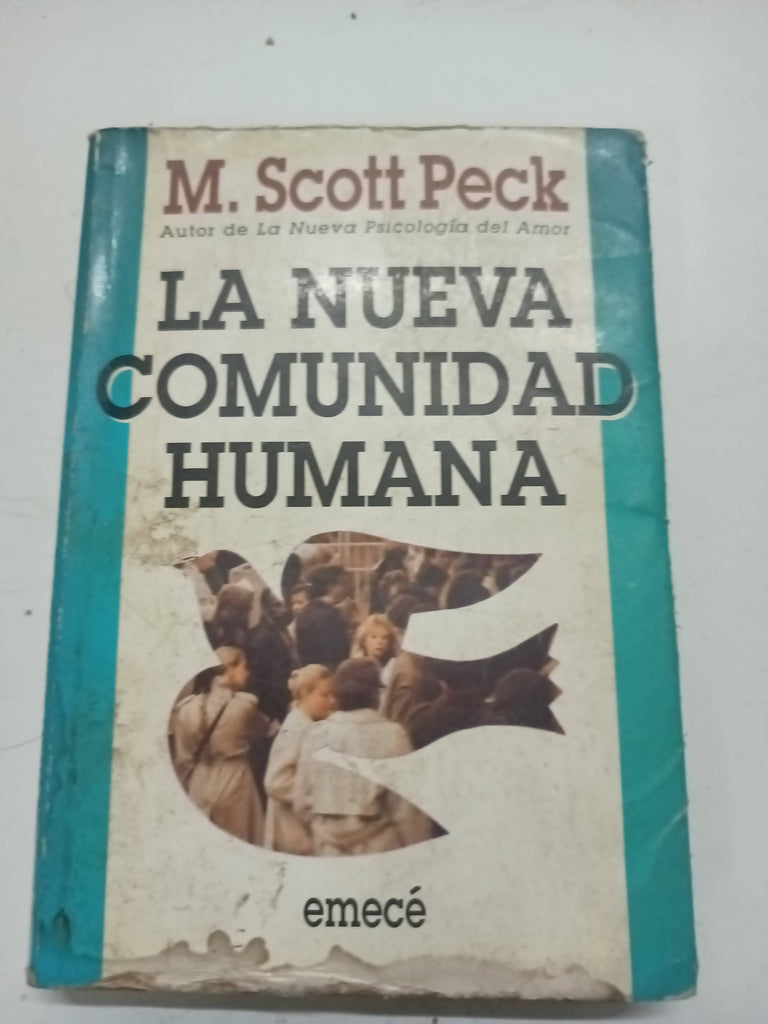 M. Scott Peck
Autor de La Nueva Psicología del Amor
LA NUEVA
COMUNIDAD
HUMANA
emecé